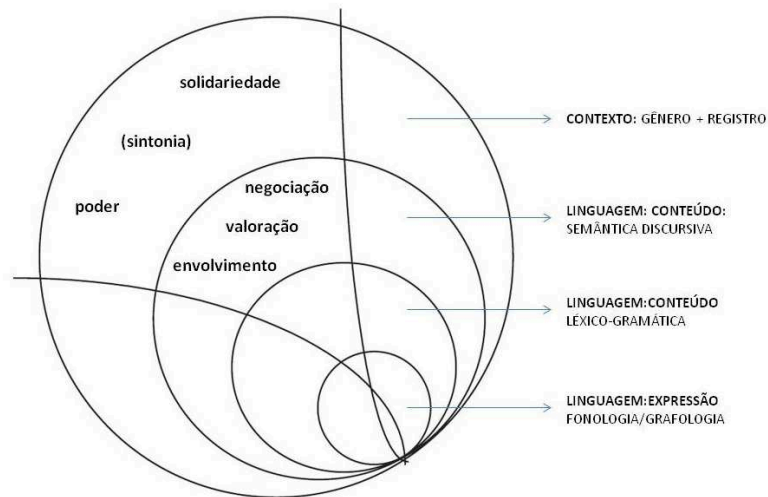 solidariedade
(sintonia)
poder
negociação
valoração
envolvimento
CONTEXTO: GÊNERO + REGISTRO
LINGUAGEM: CONTEÚDO:
SEMÂNTICA DISCURSIVA
LINGUAGEM:CONTEÚDO
LÉXICO-GRAMÁTICA
LINGUAGEM:EXPRESSÃO
FONOLOGIA/GRAFOLOGIA